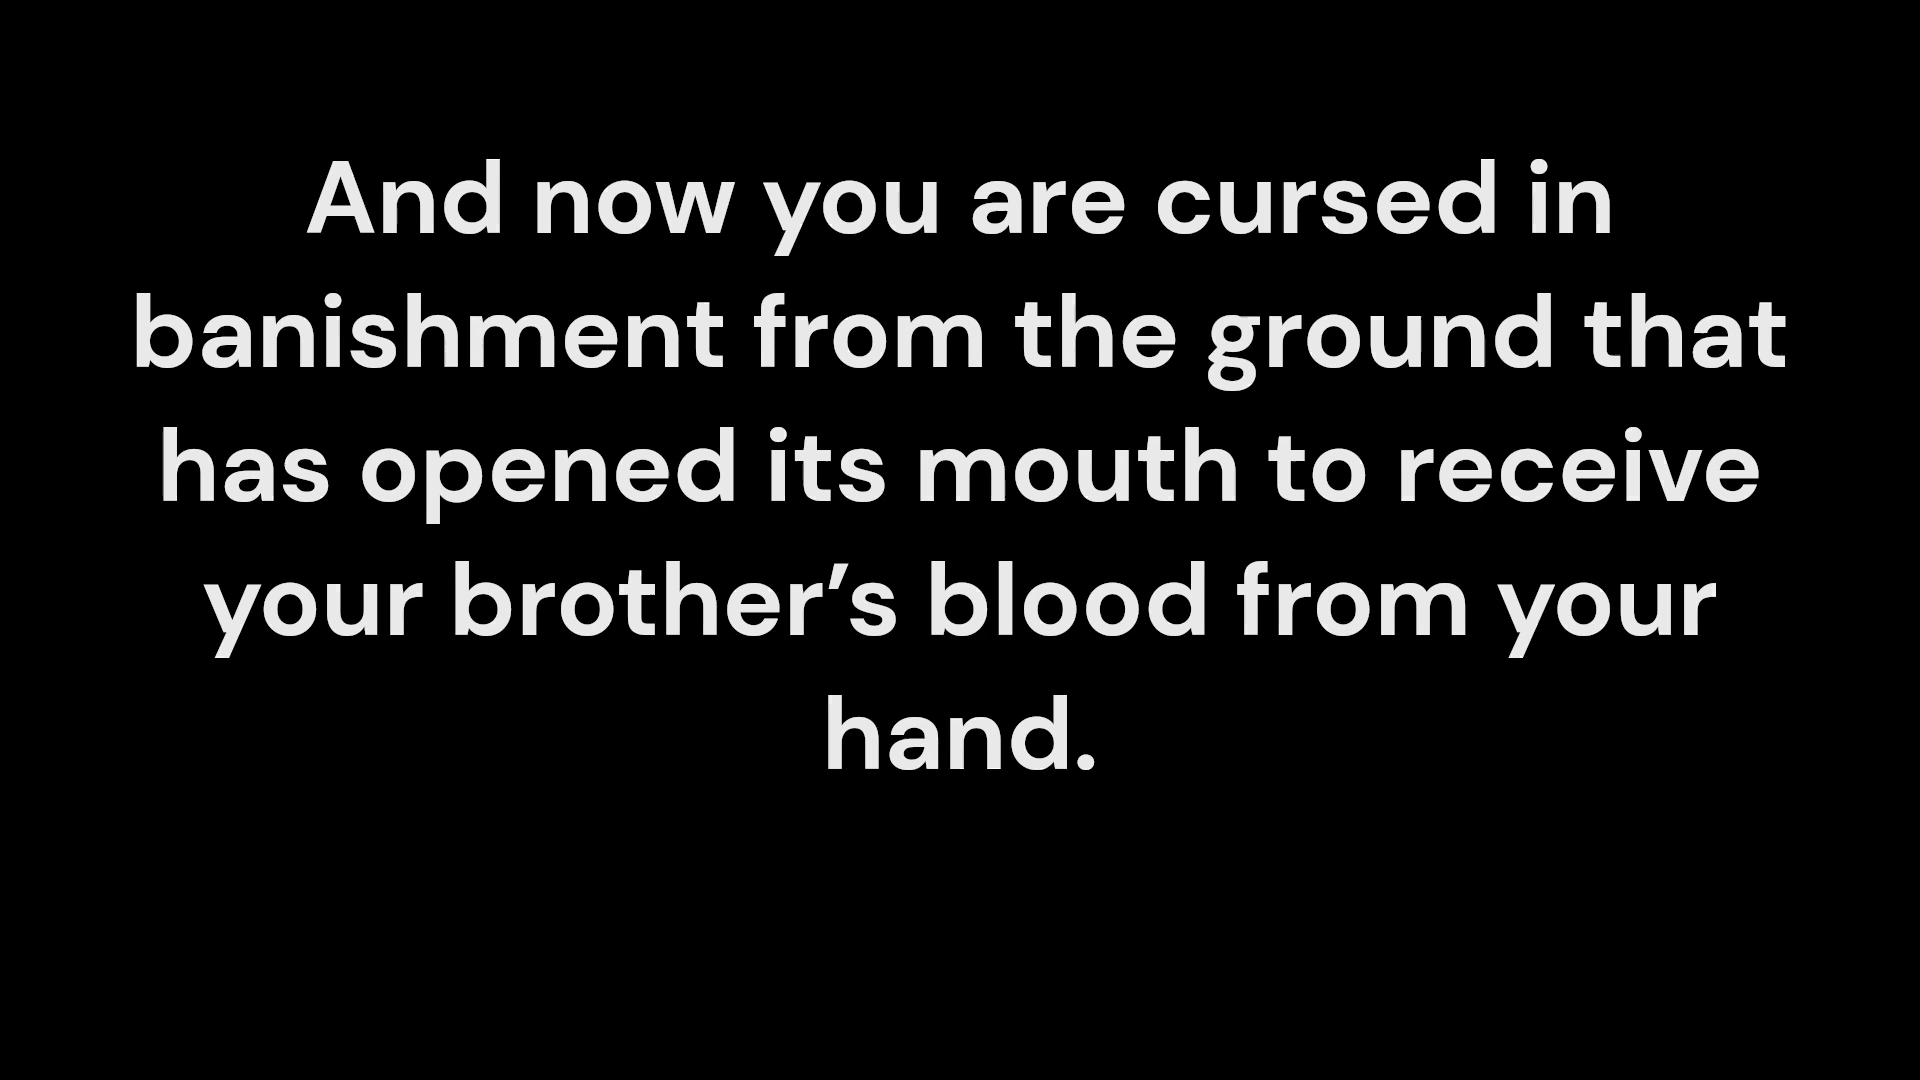 And now you are cursed in
banishment from the ground that
has opened its mouth to receive
your brother’s blood from your
hand.